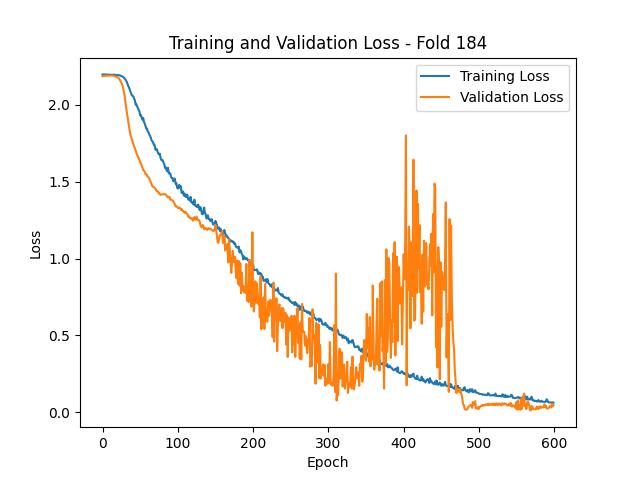 Training and Validation Loss - Fold 184
Training Loss
Validation Loss
Loss
2.0
1.5
1.0
0.5
0.0
0 100 200 300 400 500 600
Epoch